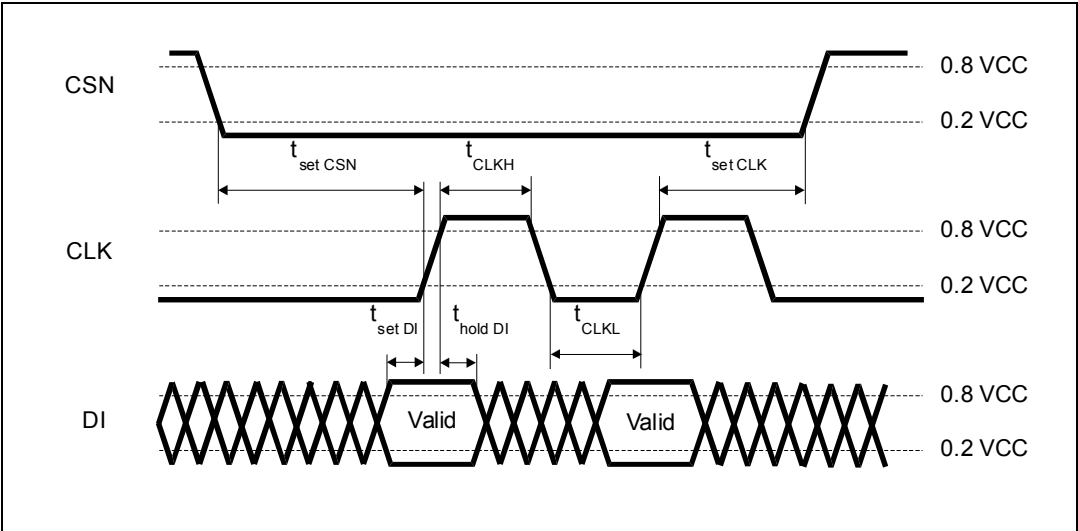 CSN
0.8 VCC
0.2 VCC
t set CSN
t CLKH
t set CLK
CLK
0.8 VCC
0.2 VCC
t set DI
t hold DI
t CLKL
DI
Valid
Valid
0.8 VCC
0.2 VCC